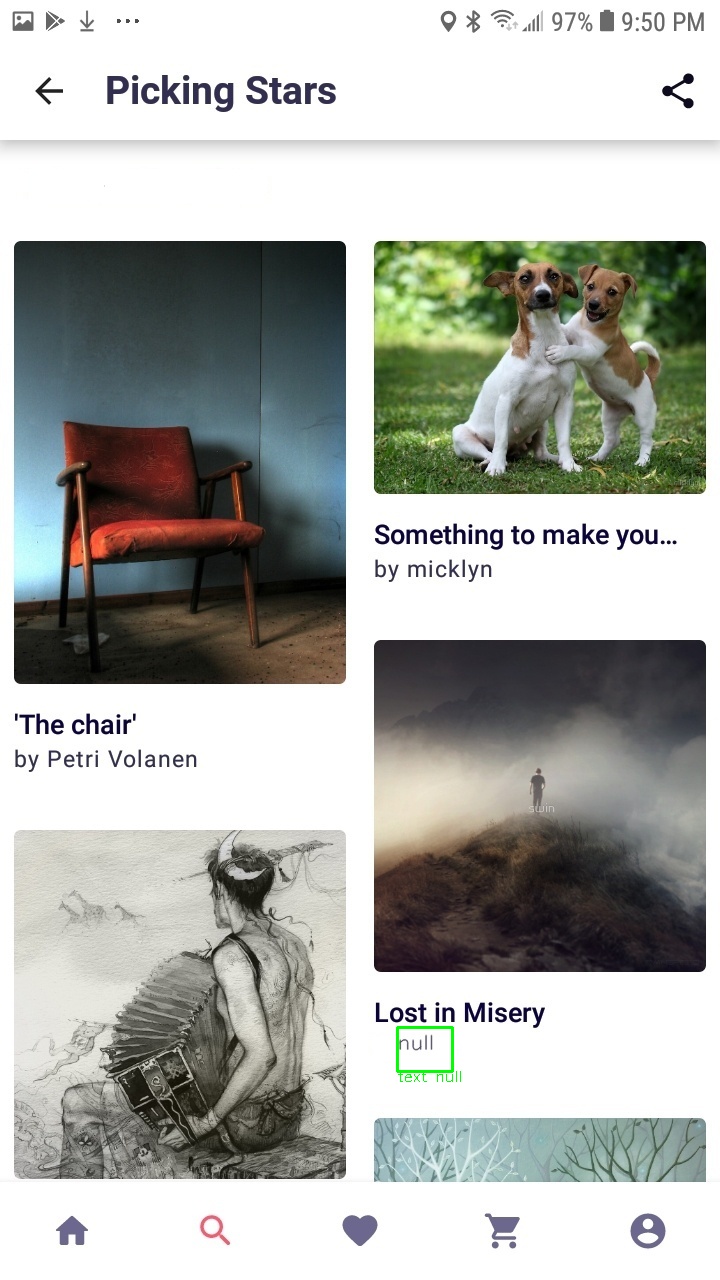 97% 9:50 PM
Picking Stars
'The chair'
by Petri Volanen
Something to make you...
by micklyn
swin
Lost in Misery
null
text null